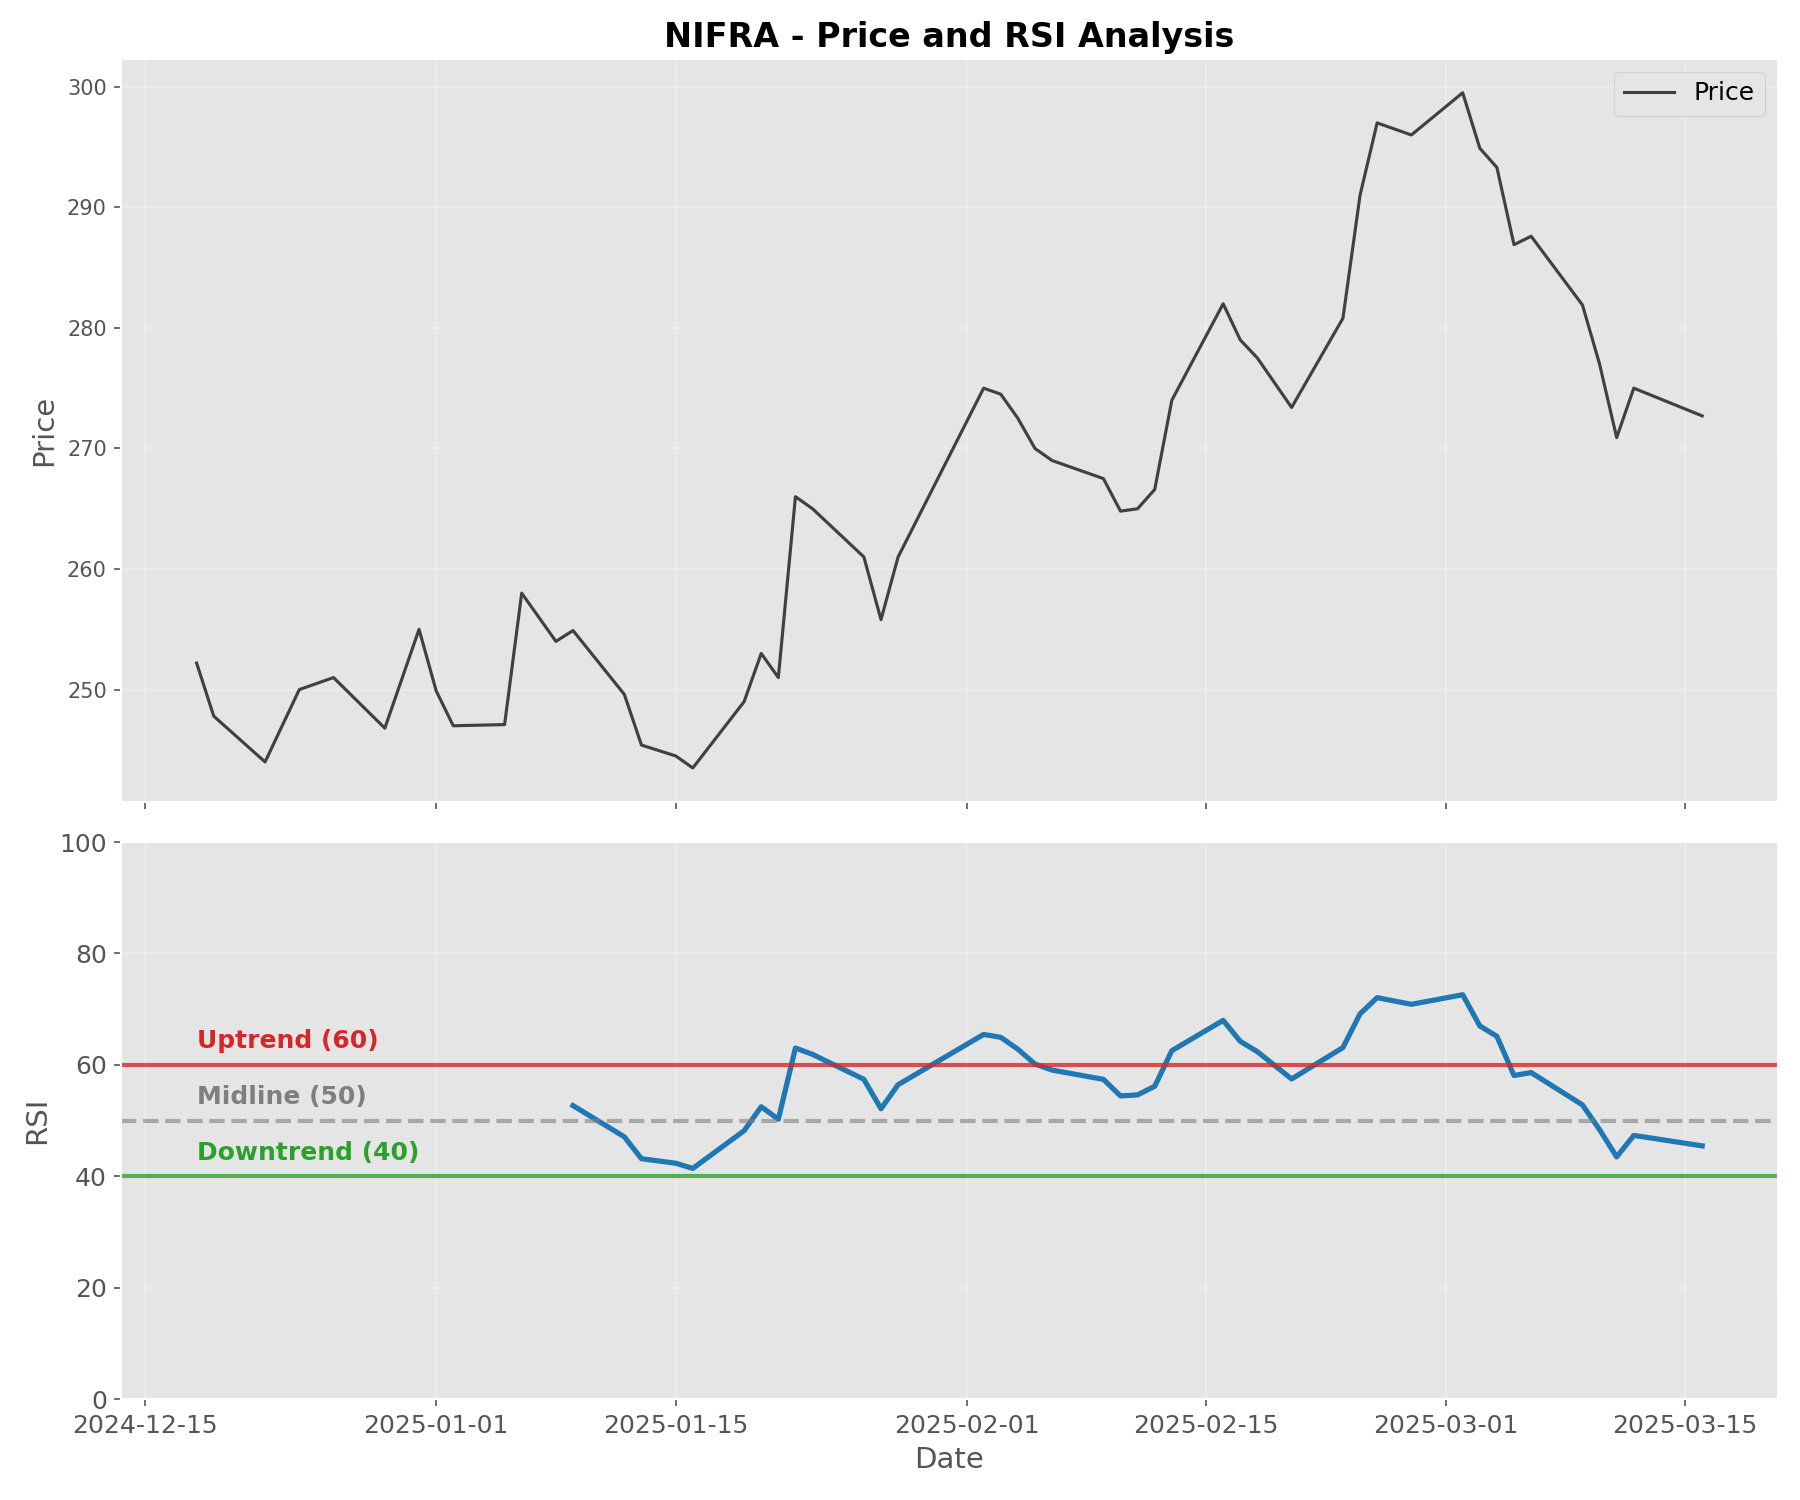 NIFRA - Price and RSI Analysis
Price
300
290
280
270
260
250
Price
100
80
60
40
20
0
RSI
Uptrend (60)
Midline (50)
Downtrend (40)
2024-12-15
2025-01-01
2025-01-15
2025-02-01
2025-02-15
2025-03-01
2025-03-15
Date